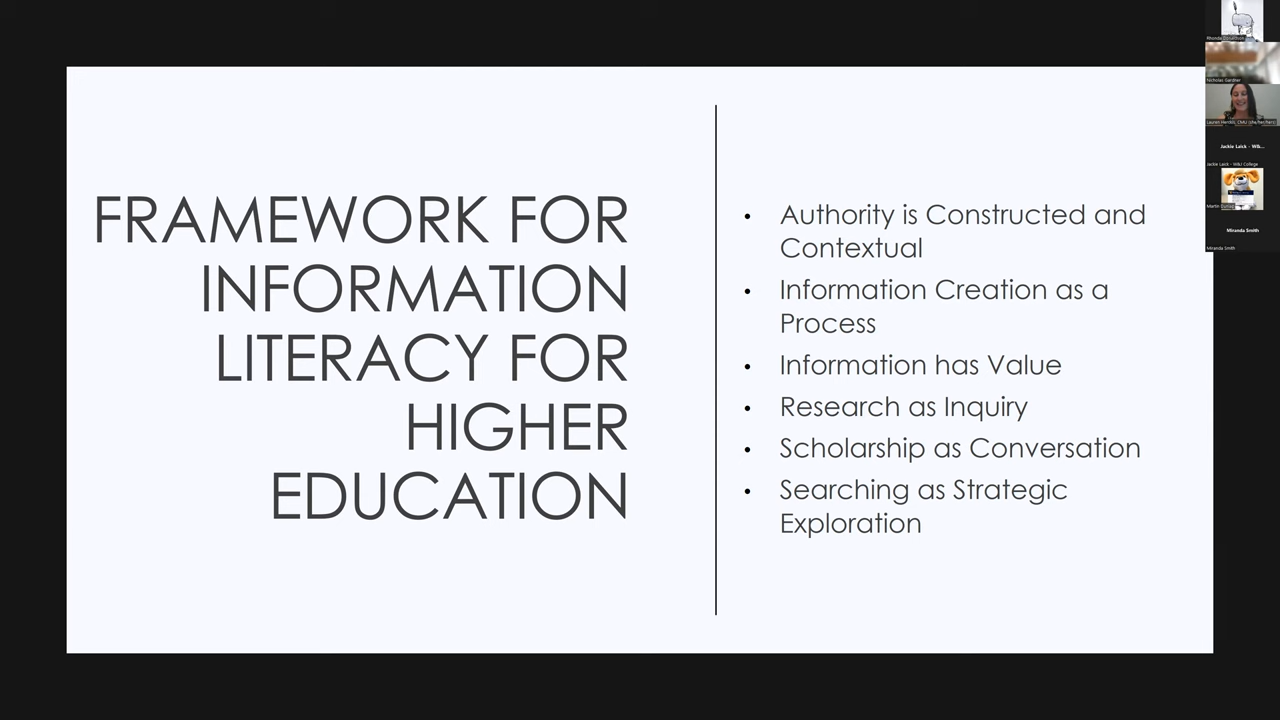 FRAMEWORK FOR
INFORMATION
LITERACY FOR
HIGHER
EDUCATION
• Authority is Constructed and
Contextual
• Information Creation as a
Process
• Information has Value
• Research as Inquiry
• Scholarship as Conversation
• Searching as Strategic
Exploration
Rhonda
Nicholas Gardner
Lauren Herckis, CMU (she/her/hers)
Jackie Laick - W&...
Jackie Laick - W&J College
Martin
Miranda Smith
Miranda Smith